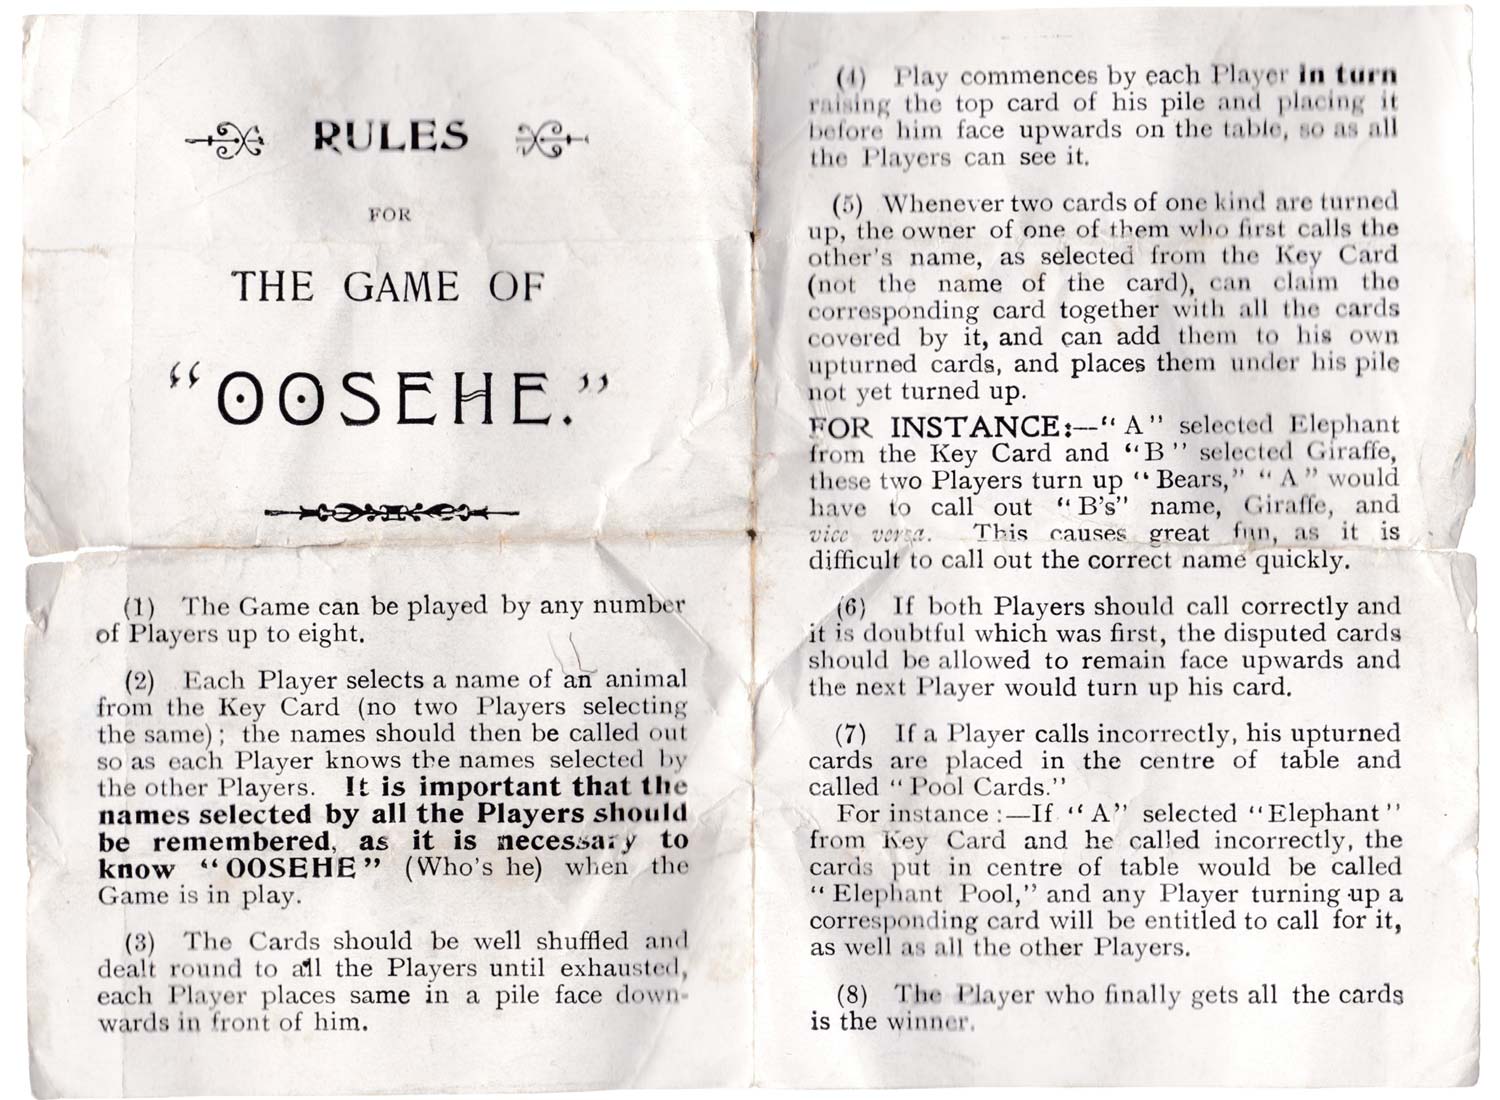 RULES
FOR
THE GAME OF
"OOSEHE."
(1) The Game can be played by any number
of Players up to eight.
(2) Each Player selects a name of an animal
from the Key Card (no two Players selecting
the same); the names should then be called out
so as each Player knows the names selected by
the other Players. It is important that the
names selected by all the Players should
be remembered, as it is necessary to
know "OOSEHE" (Who's he) when the
Game is in play.
(3) The Cards should be well shuffled and
dealt round to all the Players until exhausted,
each Player places same in a pile face down-
wards in front of him.
(4) Play commences by each Player in turn
raising the top card of his pile and placing it
before him face upwards on the table, so as all
the Players can see it.
(5) Whenever two cards of one kind are turned
up, the owner of one of them who first calls the
other's name, as selected from the Key Card
(not the name of the card), can claim the
corresponding card together with all the cards
covered by it, and can add them to his own
upturned cards, and places them under his pile
not yet turned up.
FOR INSTANCE:—"A" selected Elephant
from the Key Card and "B" selected Giraffe,
these two Players turn up "Bears," "A" would
have to call out "B's" name, Giraffe, and
vice versa. This causes great fun, as it is
difficult to call out the correct name quickly.
(6) If both Players should call correctly and
it is doubtful which was first, the disputed cards
should be allowed to remain face upwards and
the next Player would turn up his card.
(7) If a Player calls incorrectly, his upturned
cards are placed in the centre of table and
called "Pool Cards."
For instance:—If "A" selected "Elephant"
from Key Card and he called incorrectly, the
cards put in centre of table would be called
"Elephant Pool," and any Player turning up a
corresponding card will be entitled to call for it,
as well as all the other Players.
(8) The Player who finally gets all the cards
is the winner.